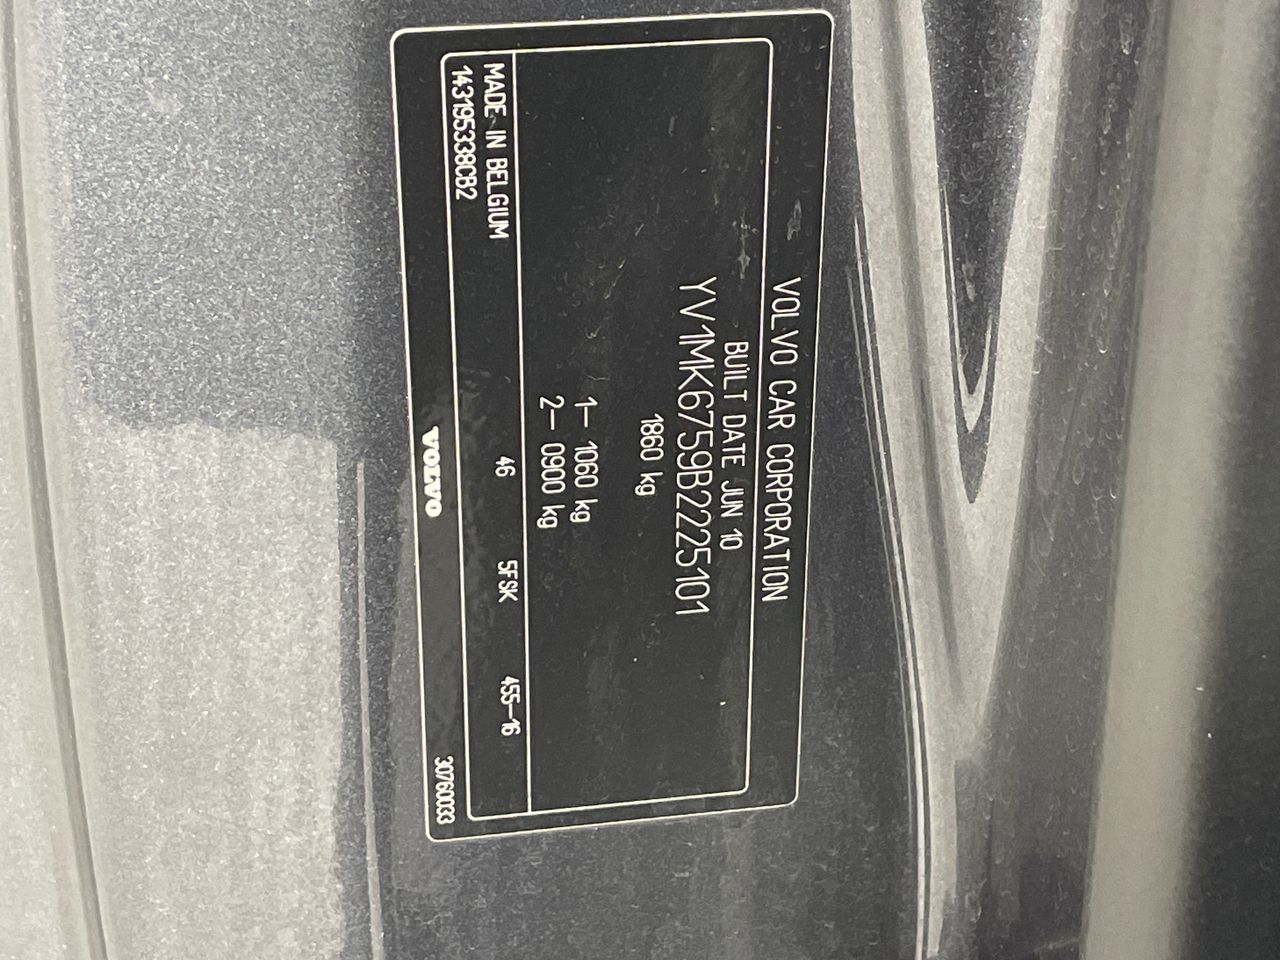 VOLVO CAR CORPORATION
BUILT DATE JUN 10
YV1MK6759B2225101
1860 kg
1— 1060 kg
2— 0900 kg
46 5FSK 455—16
MADE IN BELGIUM
143195338CB2
VOLVO
30760033